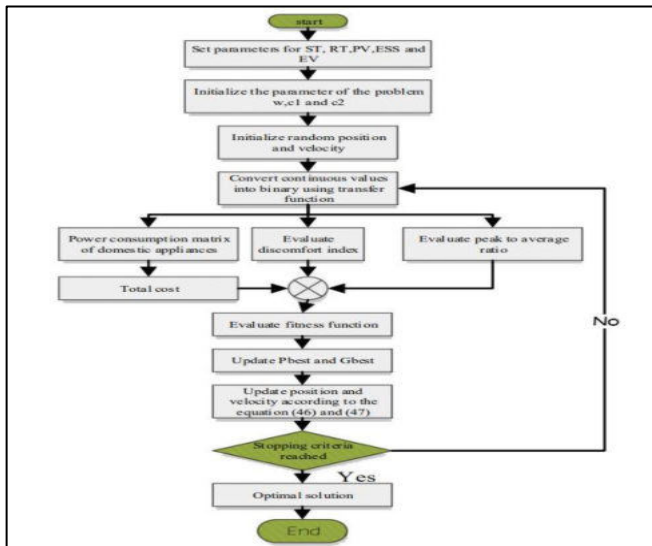 start
Set parameters for ST, RT,PV,ESS and
EV
Initialize the parameter of the problem
w,c1 and c2
Initialize random position
and velocity
Convert continuous values
into binary using transfer
function
Power consumption matrix
of domestic appliances
Evaluate
discomfort index
Evaluate peak to average
ratio
Total cost
Evaluate fitness function
Update Pbest and Gbest
Update position and
velocity according to the
equation (46) and (47)
Stopping criteria
reached
No
Yes
Optimal solution
End